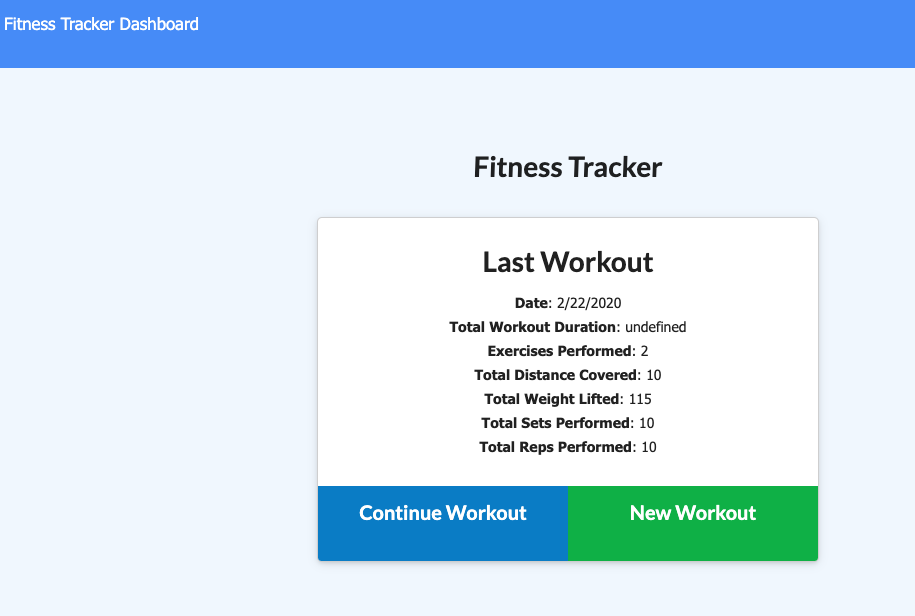 Fitness Tracker Dashboard
Fitness Tracker
Last Workout
Date: 2/22/2020
Total Workout Duration: undefined
Exercises Performed: 2
Total Distance Covered: 10
Total Weight Lifted: 115
Total Sets Performed: 10
Total Reps Performed: 10
Continue Workout New Workout